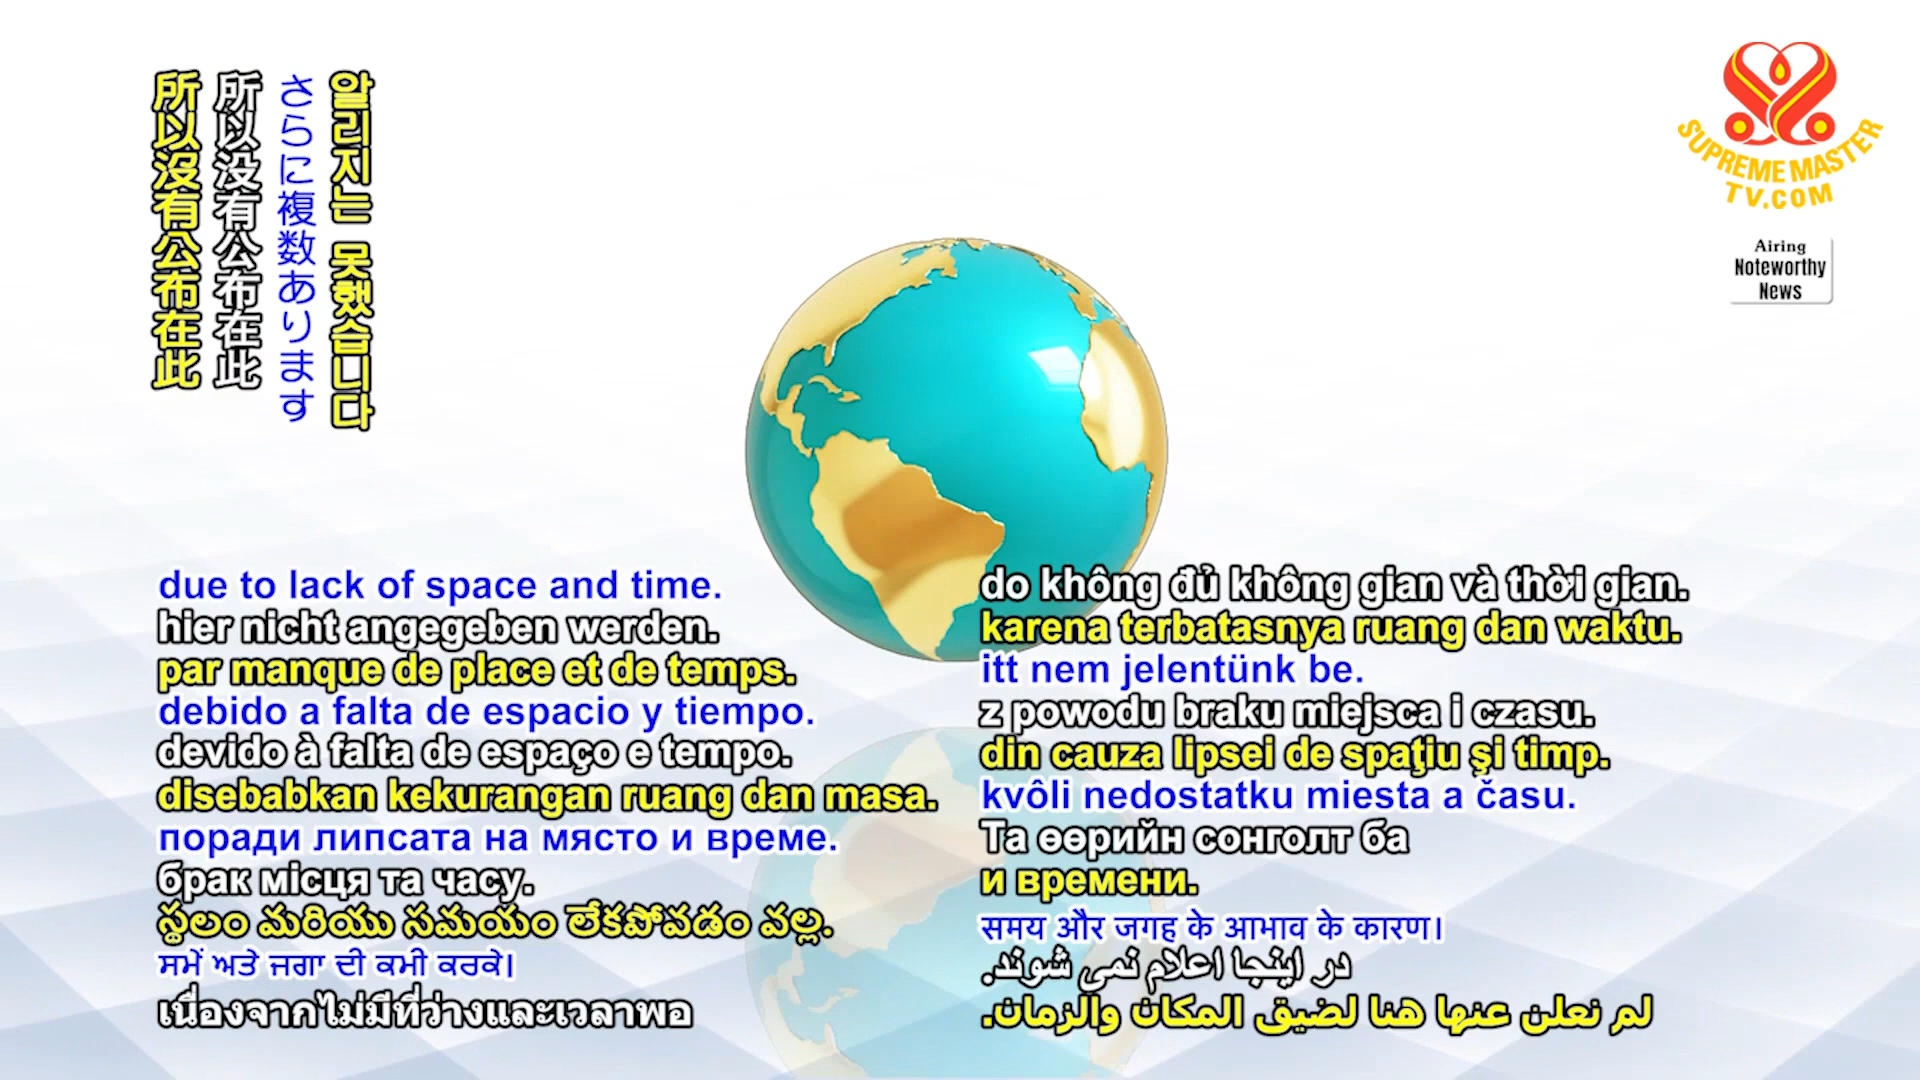 所以沒有公布在此
所以没有公布在此
さらに複数あります
알리지는 못했습니다
SUPREME MASTER
TV.COM
Airing
Noteworthy
News
due to lack of space and time.
hier nicht angegeben werden.
par manque de place et de temps.
debido a falta de espacio y tiempo.
devido à falta de espaço e tempo.
disebabkan kekurangan ruang dan masa.
поради липсата на място и време.
брак місця та часу.
స్థలం మరియు సమయం లేకపోవడం వల్ల.
ਸਮੇਂ ਅਤੇ ਜਗਾ ਦੀ ਕਮੀ ਕਰਕੇ।
เนื่องจากไม่มีที่ว่างและเวลาพอ
do không đủ không gian và thời gian.
karena terbatasnya ruang dan waktu.
itt nem jelentünk be.
z powodu braku miejsca i czasu.
din cauza lipsei de spaţiu şi timp.
kvôli nedostatku miesta a času.
Та өөрийн сонголт ба
и времени.
समय और जगह के आभाव के कारण।
در اینجا اعلام نمی شوند.
لم نعلن عنها هنا لضيق المكان والزمان.